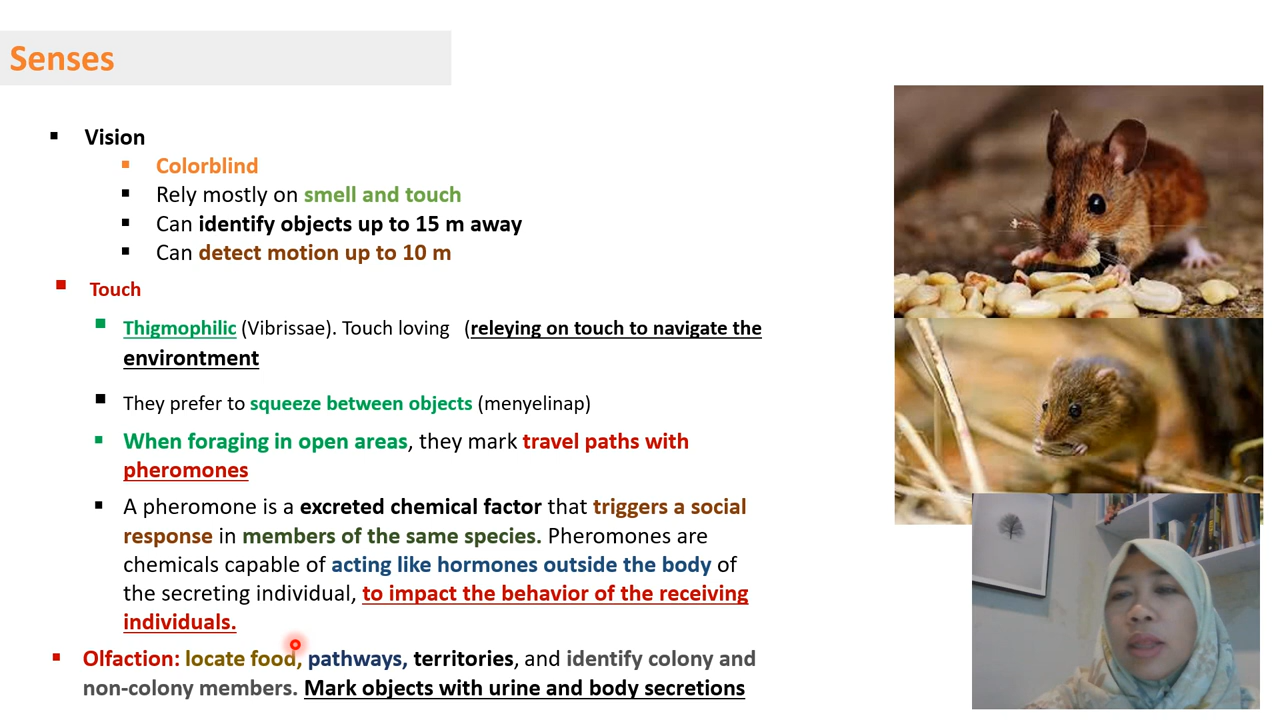 Senses
Vision
Colorblind
Rely mostly on smell and touch
Can identify objects up to 15 m away
Can detect motion up to 10 m
Touch
Thigmophilic (Vibrissae). Touch loving (releying on touch to navigate the
environtment
They prefer to squeeze between objects (menyelinap)
When foraging in open areas, they mark travel paths with
pheromones
A pheromone is a excreted chemical factor that triggers a social
response in members of the same species. Pheromones are
chemicals capable of acting like hormones outside the body of
the secreting individual, to impact the behavior of the receiving
individuals.
Olfaction: locate food, pathways, territories, and identify colony and
non-colony members. Mark objects with urine and body secretions